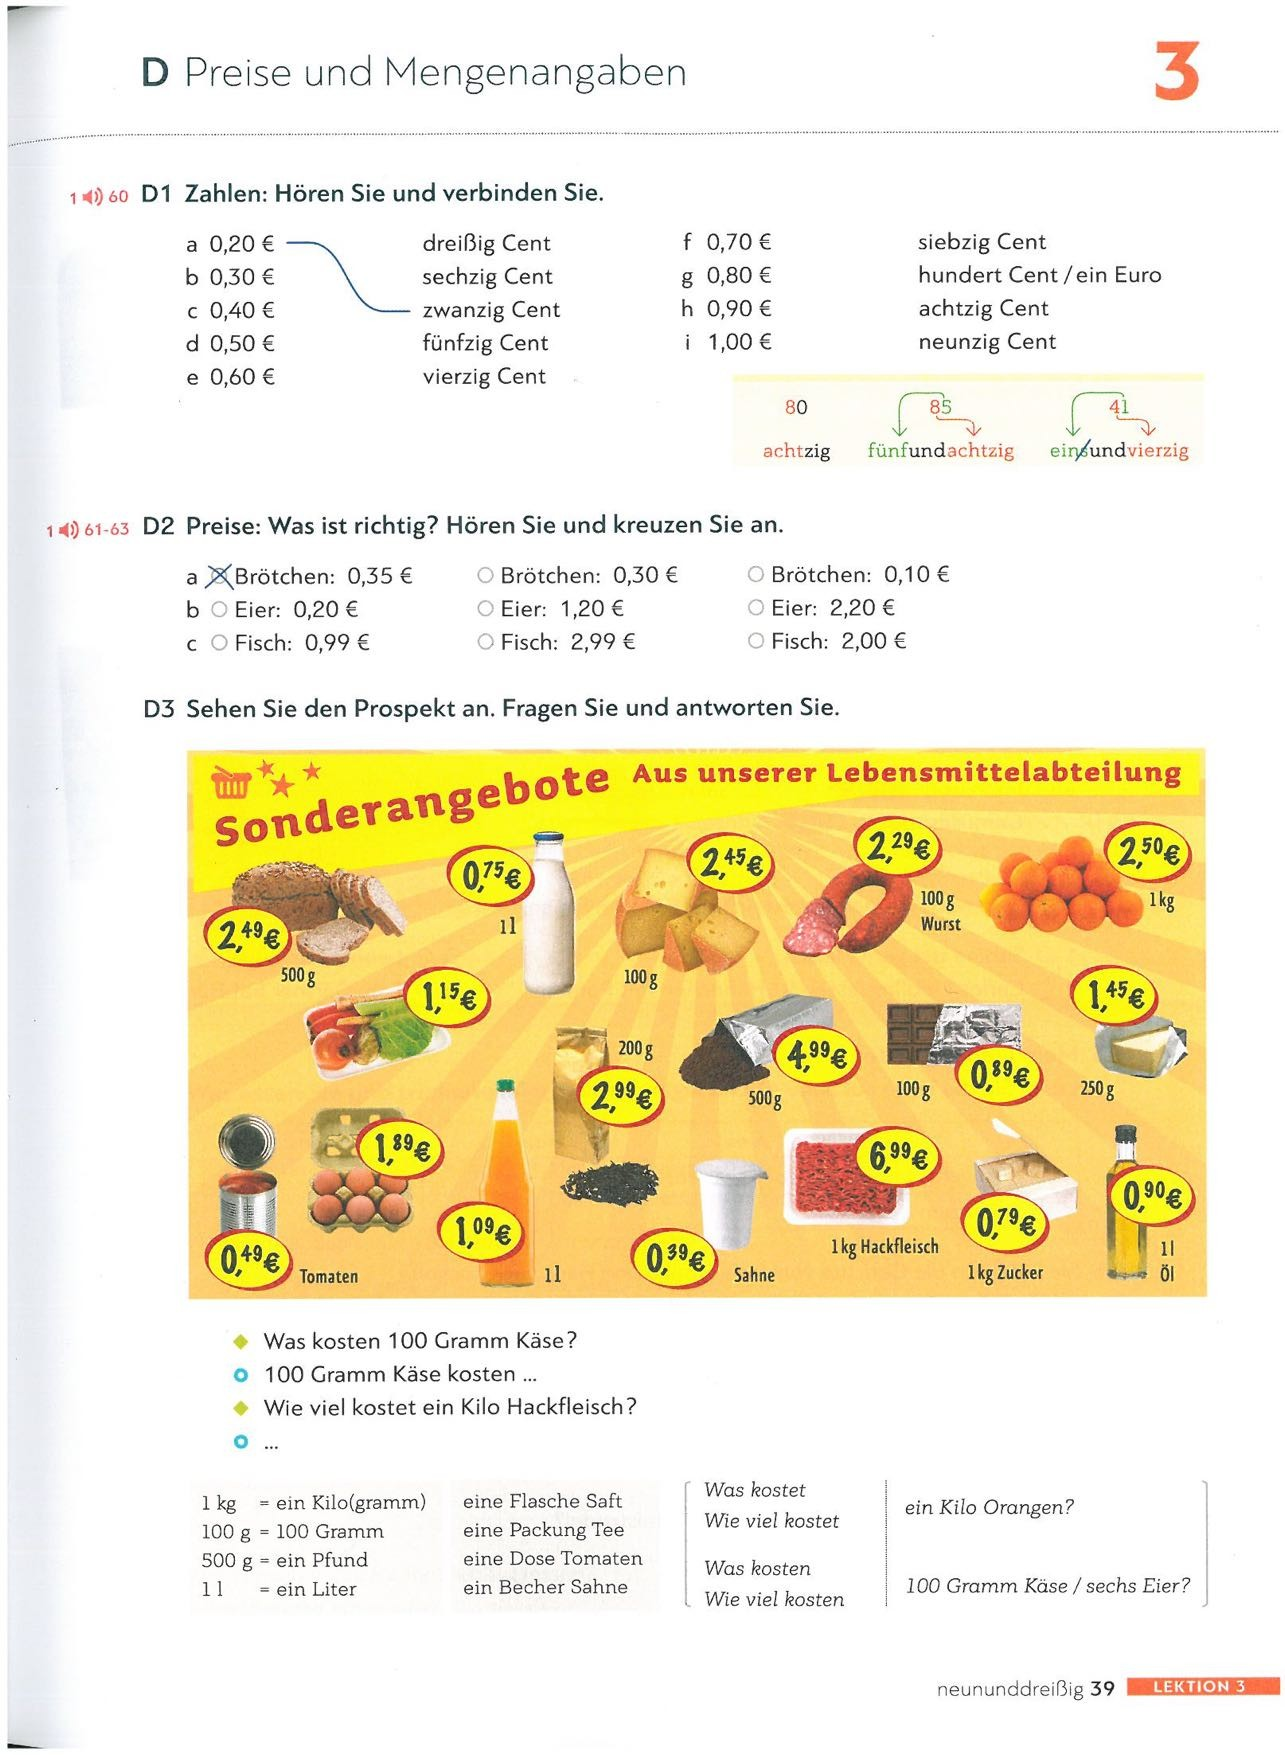 D Preise und Mengenangaben
3
1 60 D1 Zahlen: Hören Sie und verbinden Sie.
a 0,20 € dreißig Cent f 0,70 € siebzig Cent
b 0,30 € sechzig Cent g 0,80 € hundert Cent / ein Euro
c 0,40 € zwanzig Cent h 0,90 € achtzig Cent
d 0,50 € fünfzig Cent i 1,00 € neunzig Cent
e 0,60 € vierzig Cent
80 85 41
achtzig fünfundachtzig einsundvierzig
1 61-63 D2 Preise: Was ist richtig? Hören Sie und kreuzen Sie an.
a Brötchen: 0,35 € Brötchen: 0,30 € Brötchen: 0,10 €
b Eier: 0,20 € Eier: 1,20 € Eier: 2,20 €
c Fisch: 0,99 € Fisch: 2,99 € Fisch: 2,00 €
D3 Sehen Sie den Prospekt an. Fragen Sie und antworten Sie.
Sonderangebote Aus unserer Lebensmittelabteilung
2,49€
500 g
0,75€
1 l
2,45€
100 g
2,29€
100 g
Wurst
2,50€
1 kg
1,15€
200 g
2,99€
4,99€
500 g
0,89€
100 g
1,45€
250 g
0,49€
Tomaten
1,89€
1,09€
1 l
0,39€
Sahne
6,99€
1 kg Hackfleisch
0,79€
1 kg Zucker
0,90€
1 l
Öl
Was kosten 100 Gramm Käse?
100 Gramm Käse kosten ...
Wie viel kostet ein Kilo Hackfleisch?
...
1 kg = ein Kilo(gramm)
100 g = 100 Gramm
500 g = ein Pfund
1 l = ein Liter
eine Flasche Saft
eine Packung Tee
eine Dose Tomaten
ein Becher Sahne
Was kostet
Wie viel kostet
ein Kilo Orangen?
Was kosten
Wie viel kosten
100 Gramm Käse / sechs Eier?
neununddreißig 39 LEKTION 3